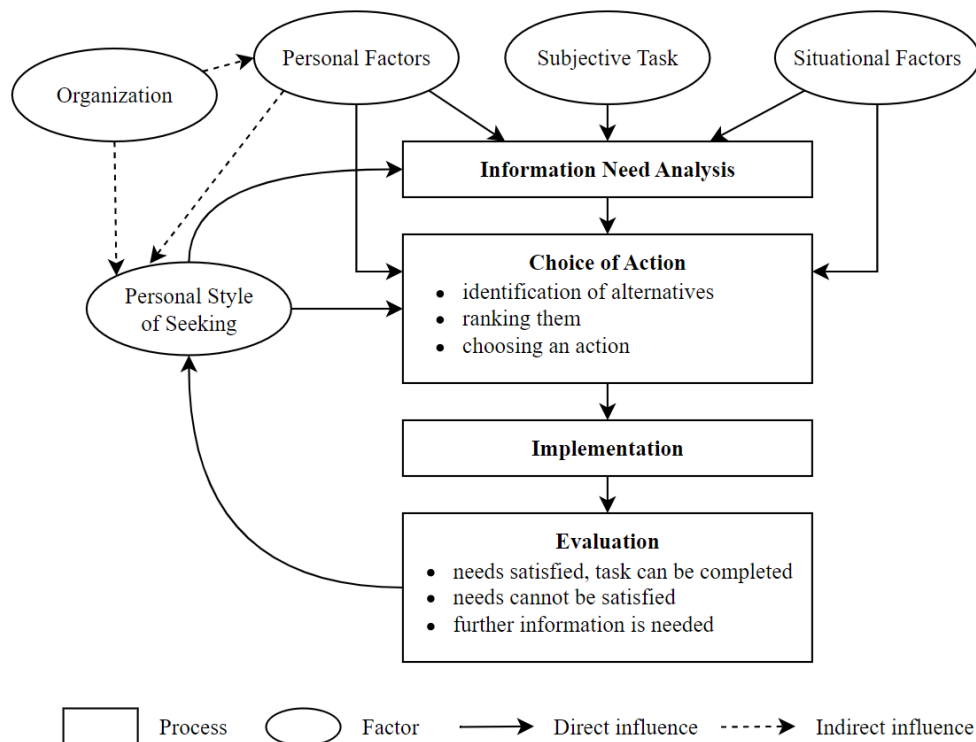 Personal Factors
Subjective Task
Situational Factors
Organization
Information Need Analysis
Choice of Action
• identification of alternatives
• ranking them
• choosing an action
Personal Style
of Seeking
Implementation
Evaluation
• needs satisfied, task can be completed
• needs cannot be satisfied
• further information is needed
Process
Factor
Direct influence
Indirect influence